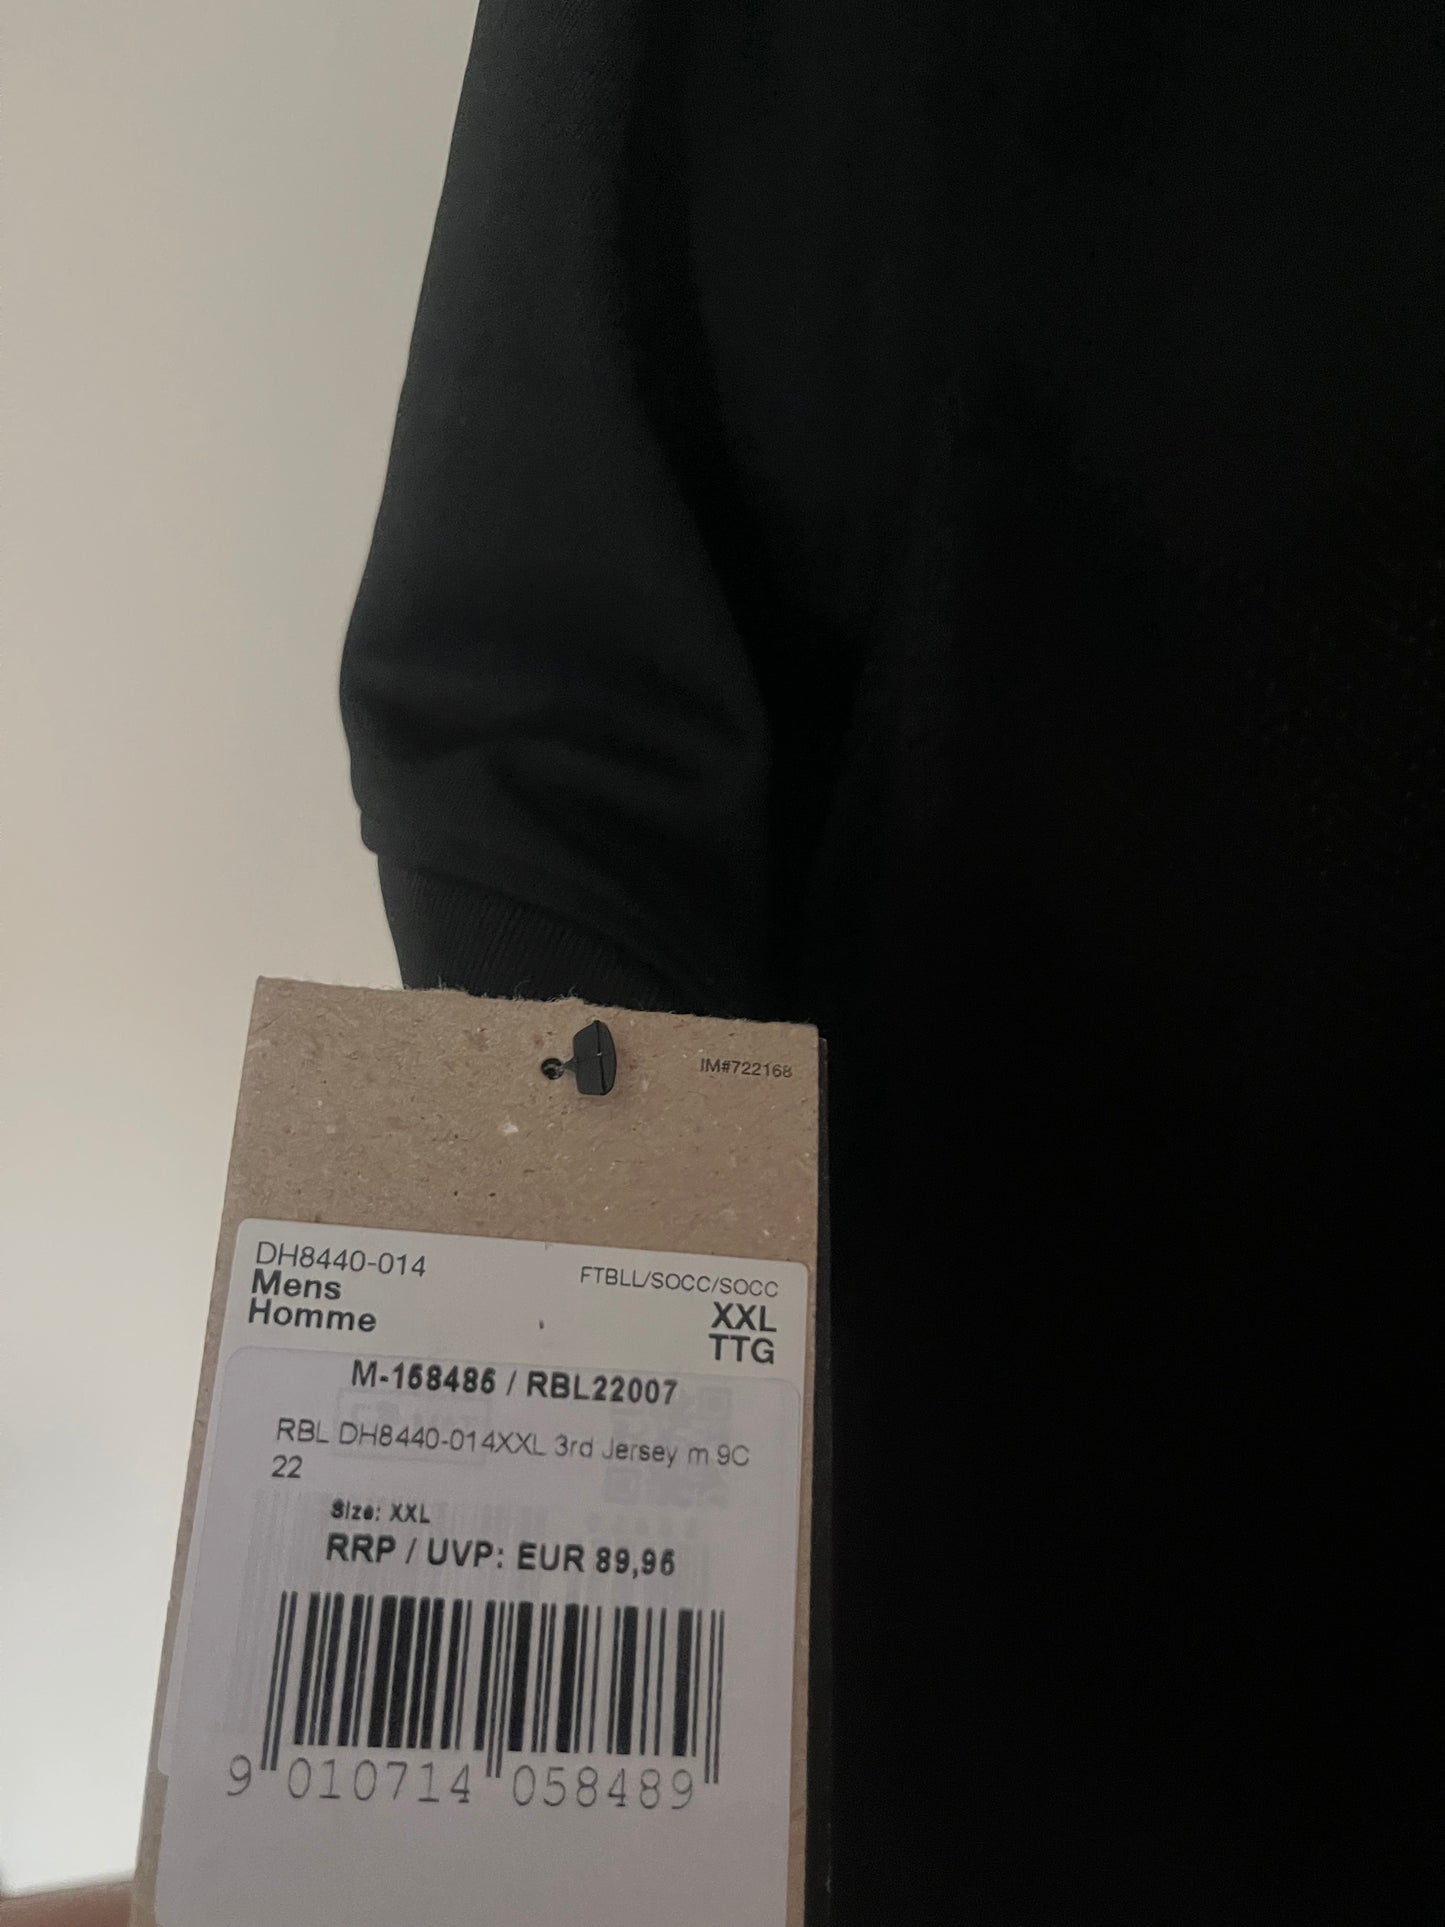 IM#722168
DH8440-014
Mens
Homme
FTBLL/SOCC/SOCC
XXL
TTG
M-158485 / RBL22007
RBL DH8440-014XXL 3rd Jersey m 9C
22
Size: XXL
RRP / UVP: EUR 89,95
9 010714 058489